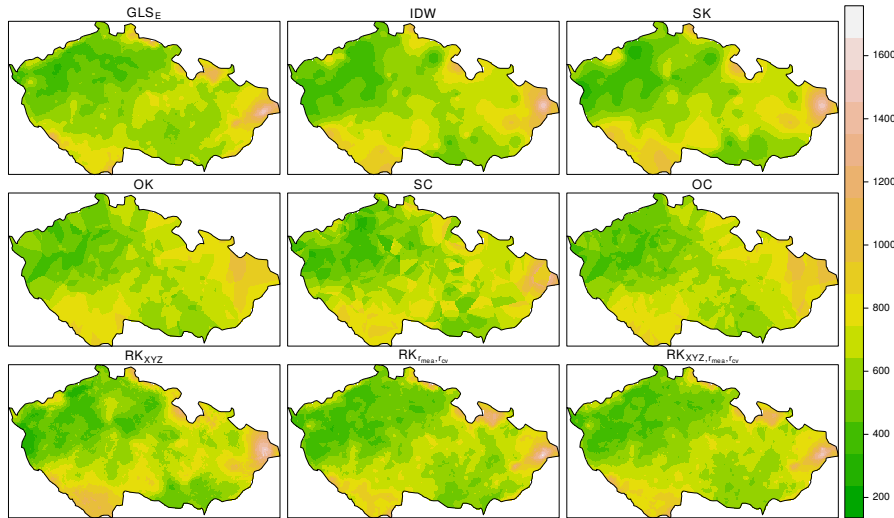 GLS_E IDW SK
OK SC OC
RK_XYZ RK_r_mea,r_cv RK_XYZ,r_mea,r_cv
1600
1400
1200
1000
800
600
400
200